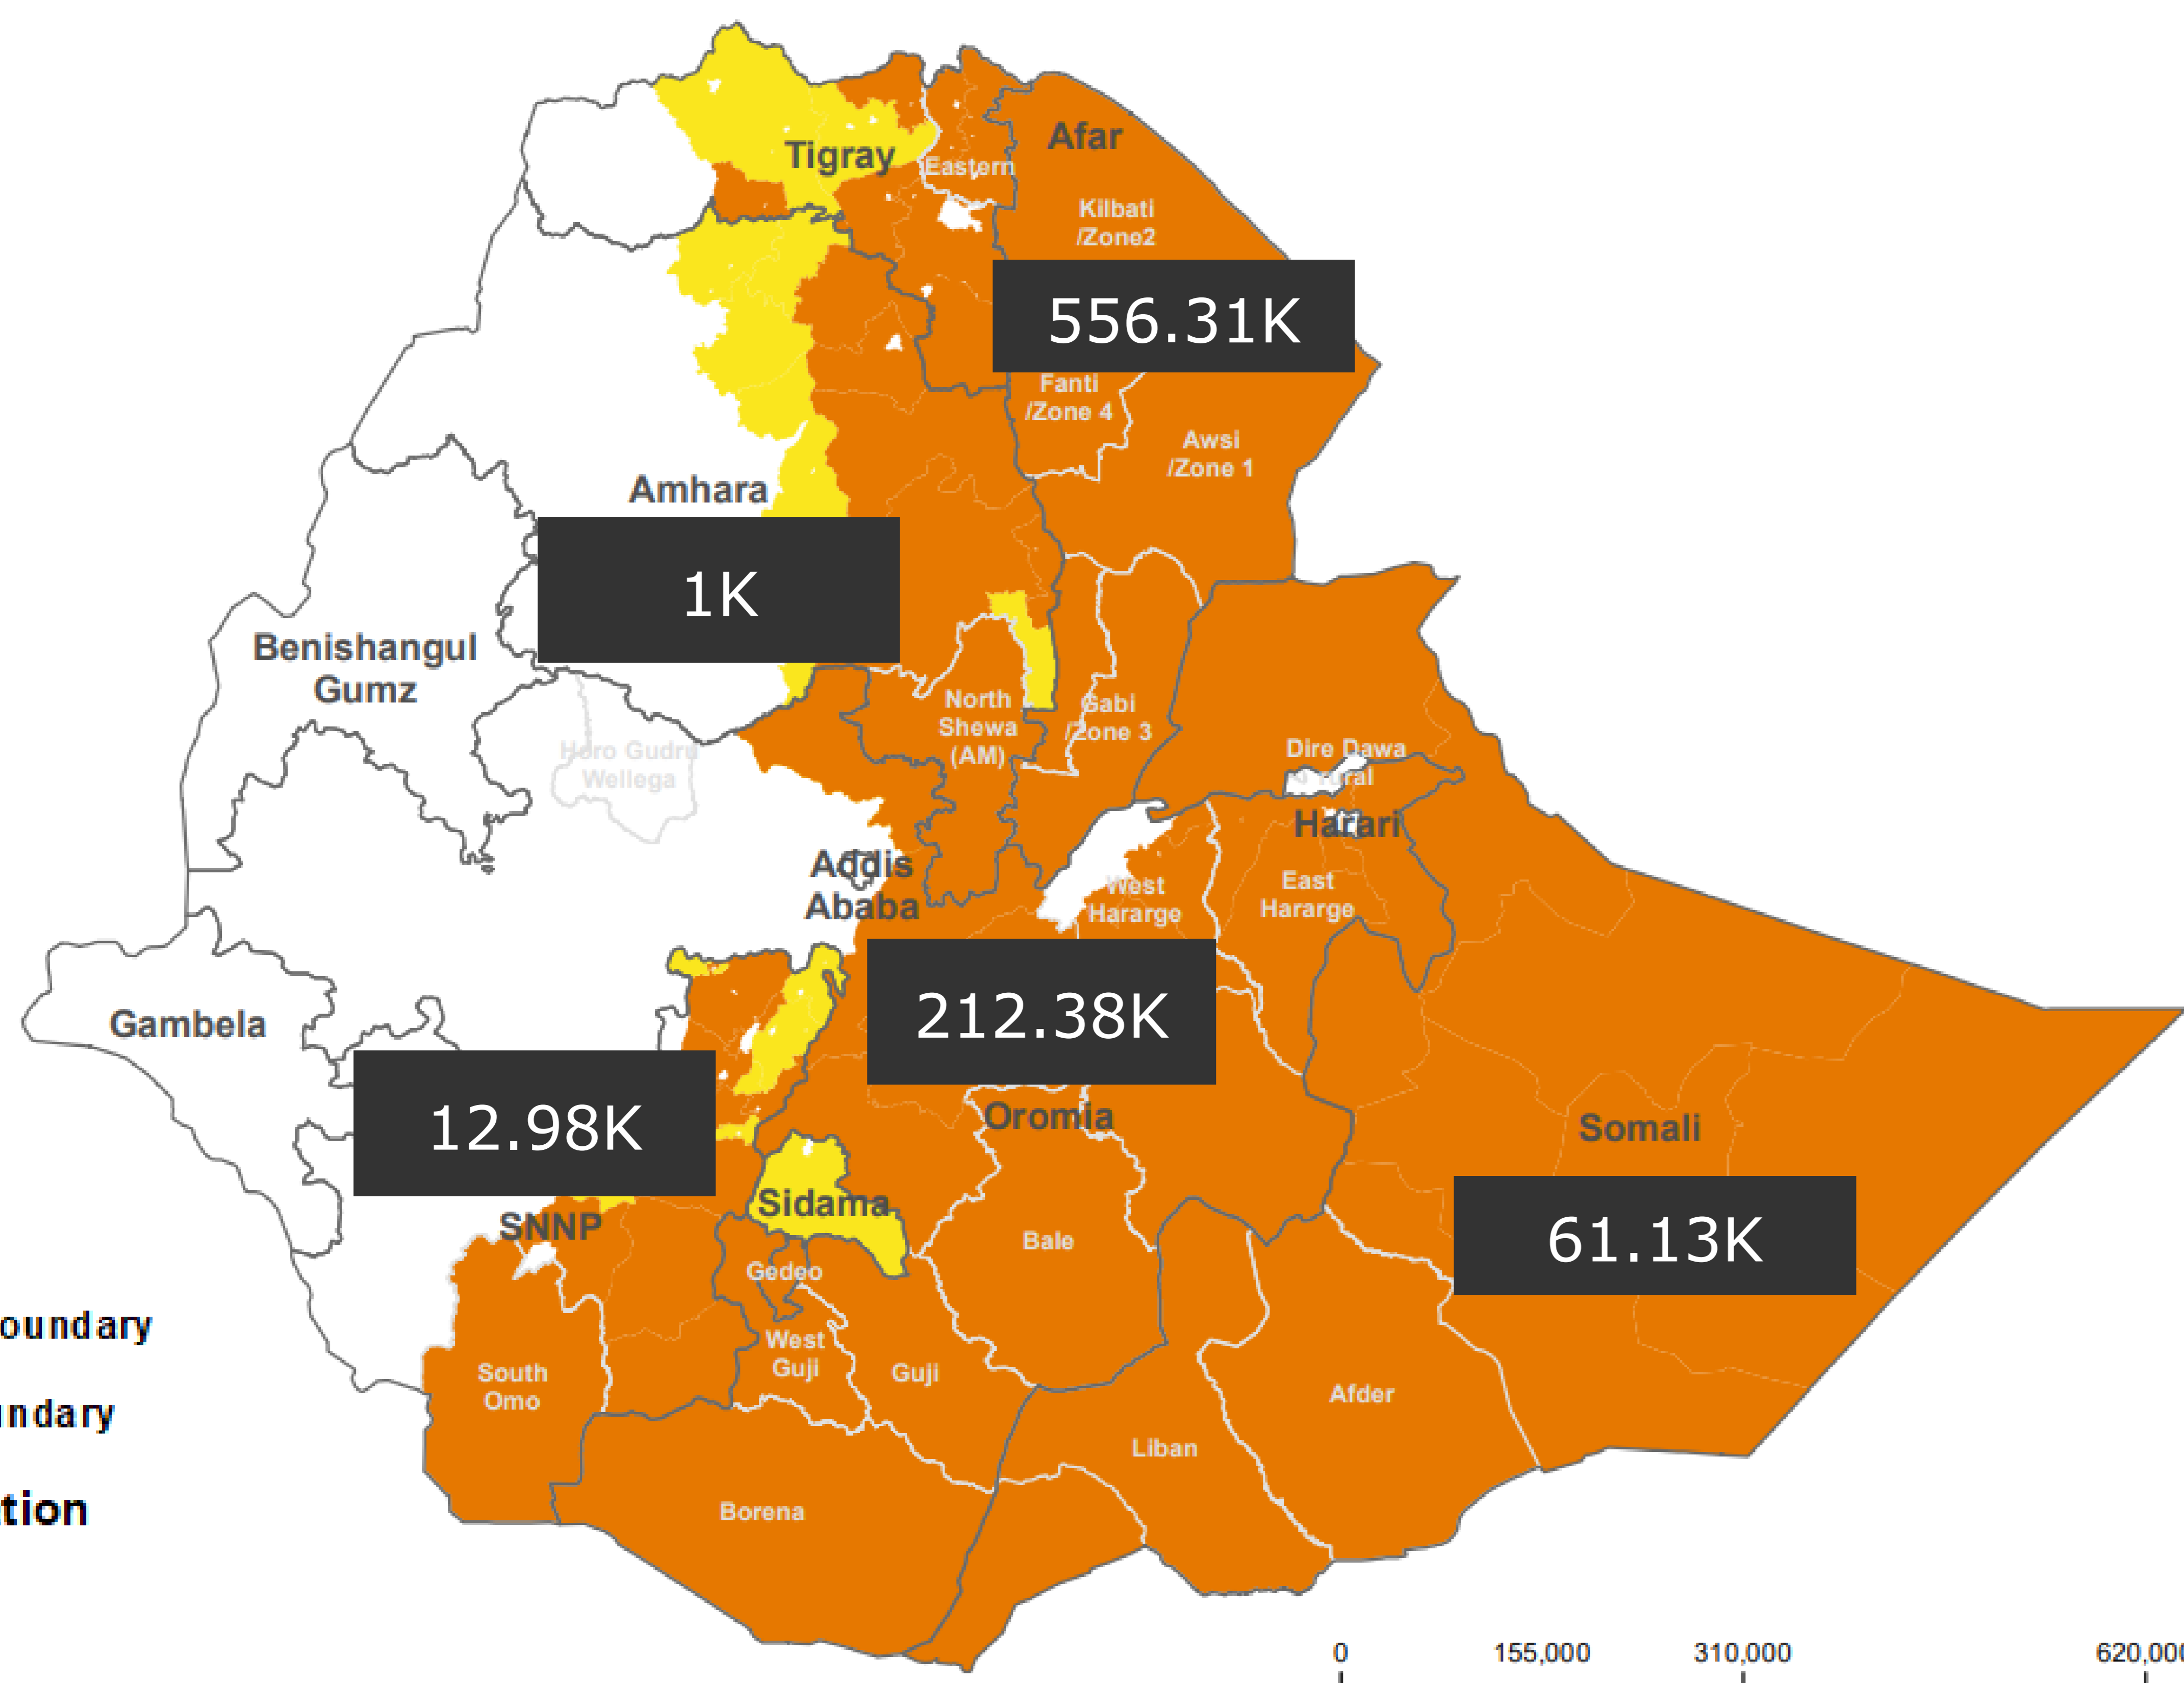 Tigray
Afar
Eastern
Kilbati
/Zone2
556.31K
Fanti
/Zone 4
Awsi
/Zone 1
Amhara
1K
Benishangul
Gumz
North
Shewa
(AM)
Gabi
/Zone 3
Horo Gudru
Wellega
Dire Dawa
rural
Harari
Addis
Ababa
West
Hararge
East
Hararge
212.38K
Gambela
12.98K
Oromia
Somali
61.13K
Sidama
SNNP
Bale
Gedeo
West
Guji
Guji
South
Omo
Afder
Liban
Borena
oundary
ndary
tion
0 155,000 310,000 620,000